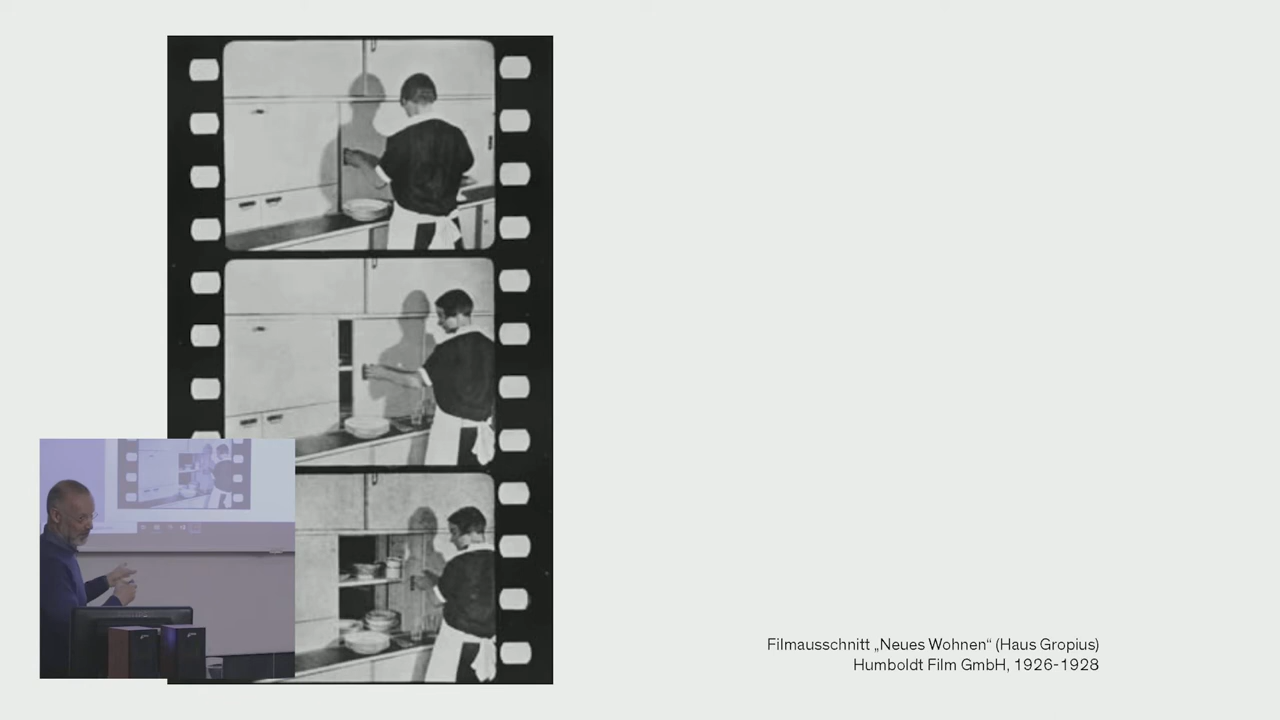 Filmausschnitt „Neues Wohnen“ (Haus Gropius)
Humboldt Film GmbH, 1926-1928